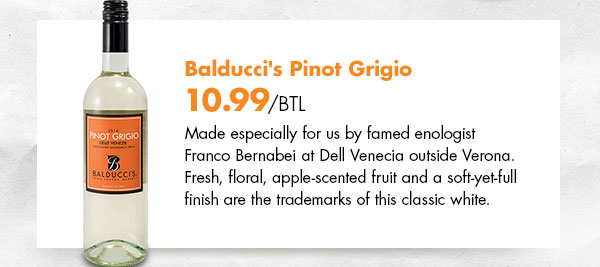 Balducci's Pinot Grigio
10.99/BTL
Made especially for us by famed enologist
Franco Bernabei at Dell Venecia outside Verona.
Fresh, floral, apple-scented fruit and a soft-yet-full
finish are the trademarks of this classic white.
2014
PINOT GRIGIO
DELLE VENEZIE
B
BALDUCCI'S